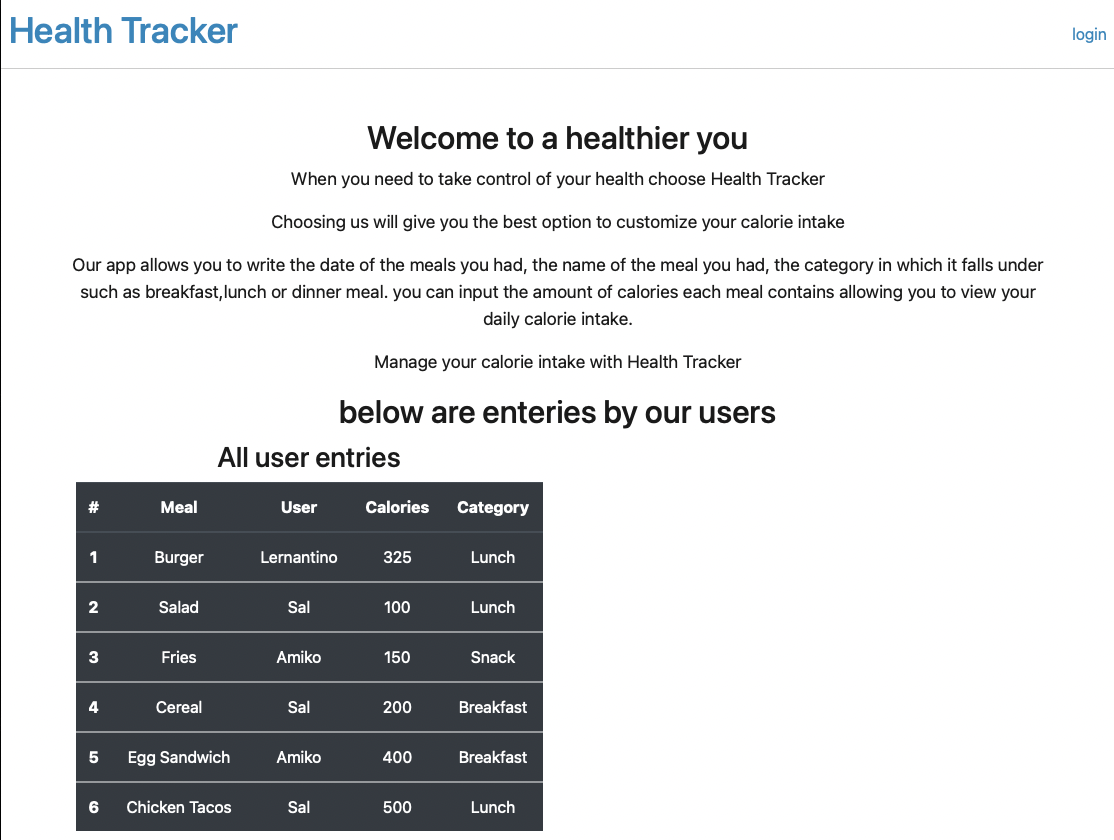 Health Tracker
login
Welcome to a healthier you
When you need to take control of your health choose Health Tracker
Choosing us will give you the best option to customize your calorie intake
Our app allows you to write the date of the meals you had, the name of the meal you had, the category in which it falls under
such as breakfast,lunch or dinner meal. you can input the amount of calories each meal contains allowing you to view your
daily calorie intake.
Manage your calorie intake with Health Tracker
below are enteries by our users
All user entries
# Meal User Calories Category
1 Burger Lernantino 325 Lunch
2 Salad Sal 100 Lunch
3 Fries Amiko 150 Snack
4 Cereal Sal 200 Breakfast
5 Egg Sandwich Amiko 400 Breakfast
6 Chicken Tacos Sal 500 Lunch